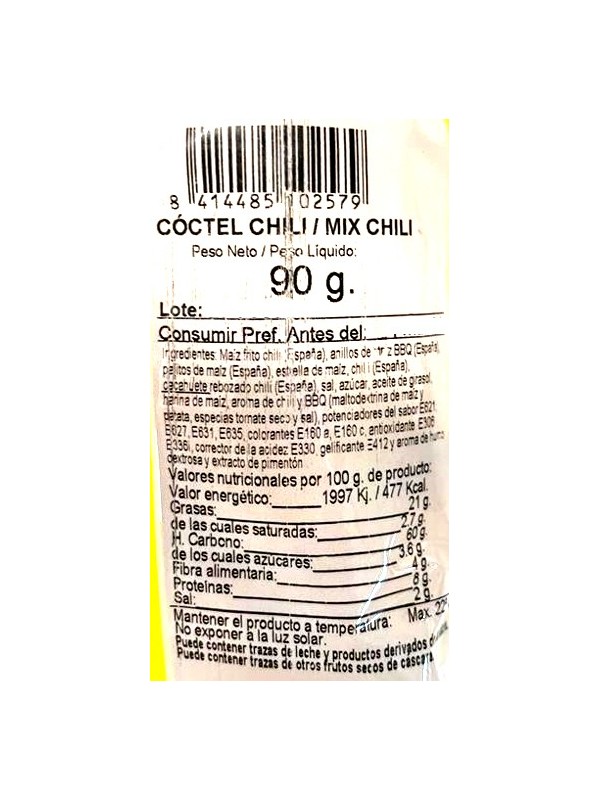 8 414485 102579
CÓCTEL CHILI / MIX CHILI
Peso Neto / Peso Líquido:
90 g.
Lote:
Consumir Pref. Antes del:
Ingredientes: Maíz frito chili (España), anillos de BBQ (España),
palitos de maíz (España), estrella de maíz, chili (España),
cacahuete rebozado chili (España), sal, azúcar, aceite de girasol,
harina de maíz, aroma de chili y BBQ (maltodextrina de maíz y
patata, especias tomate seco y sal), potenciadores del sabor E621,
E627, E631, E635, colorantes E160 a, E160 c, antioxidante E306
E336i, corrector de la acidez E330, gelificante E412 y aroma de humo
dextrosa y extracto de pimentón
Valores nutricionales por 100 g. de producto:
Valor energético: 1997 Kj. / 477 Kcal.
Grasas: 21 g.
de las cuales saturadas: 2.7 g.
H. Carbono: 60 g.
de los cuales azúcares: 3.6 g.
Fibra alimentaria: 4 g.
Proteínas: 8 g.
Sal: 2 g.
Mantener el producto a temperatura: Max. 22º
No exponer a la luz solar.
Puede contener trazas de leche y productos derivados
Puede contener trazas de otros frutos secos de cáscara